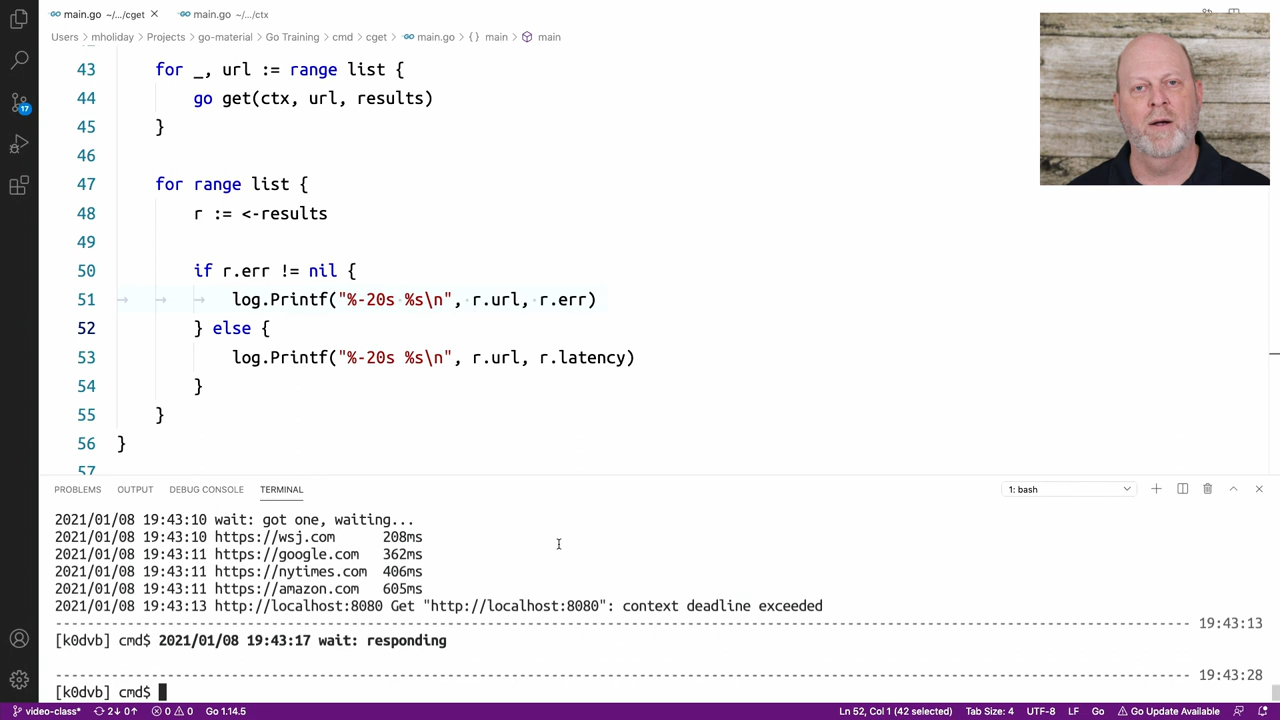 main.go ~/.../cget
main.go ~/.../ctx
Users mholiday Projects go-material Go Training cmd cget main.go {} main main
43 for _, url := range list {
44 go get(ctx, url, results)
45 }
46
47 for range list {
48 r := <-results
49
50 if r.err != nil {
51 log.Printf("%-20s %s\n", r.url, r.err)
52 } else {
53 log.Printf("%-20s %s\n", r.url, r.latency)
54 }
55 }
56 }
57
PROBLEMS OUTPUT DEBUG CONSOLE TERMINAL 1: bash
2021/01/08 19:43:10 wait: got one, waiting...
2021/01/08 19:43:10 https://wsj.com 208ms
2021/01/08 19:43:11 https://google.com 362ms
2021/01/08 19:43:11 https://nytimes.com 406ms
2021/01/08 19:43:11 https://amazon.com 605ms
2021/01/08 19:43:13 http://localhost:8080 Get "http://localhost:8080": context deadline exceeded
19:43:13
[k0dvb] cmd$ 2021/01/08 19:43:17 wait: responding
19:43:28
[k0dvb] cmd$
17
video-class* 2↓ 0↑ 0 0 Go 1.14.5 Ln 52, Col 1 (42 selected) Tab Size: 4 UTF-8 LF Go Go Update Available